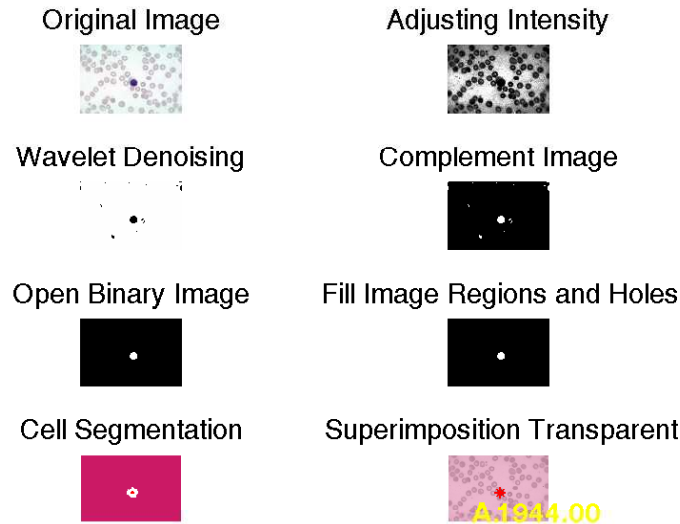 Original Image
Adjusting Intensity
Wavelet Denoising
Complement Image
Open Binary Image
Fill Image Regions and Holes
Cell Segmentation
Superimposition Transparent
A.1944.00